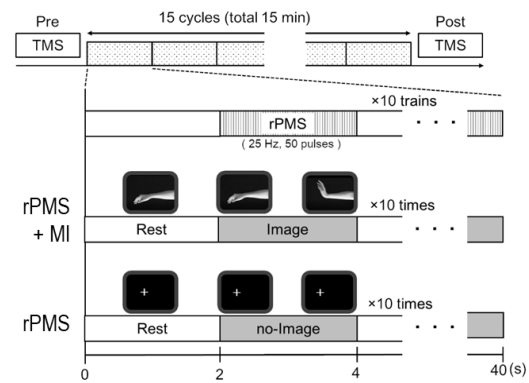 Pre
15 cycles (total 15 min)
Post
TMS
TMS
×10 trains
rPMS
( 25 Hz, 50 pulses )
. . .
rPMS
+ MI
×10 times
Rest
Image
. . .
+
+
+
×10 times
rPMS
Rest
no-Image
. . .
0
2
4
40 (s)